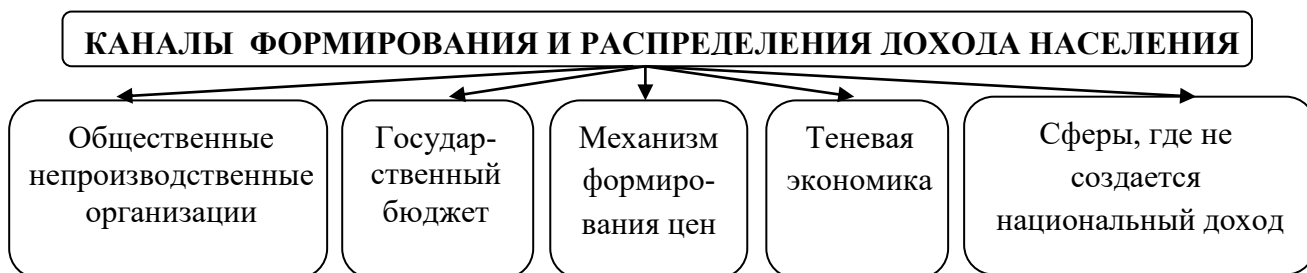 КАНАЛЫ ФОРМИРОВАНИЯ И РАСПРЕДЕЛЕНИЯ ДОХОДА НАСЕЛЕНИЯ
Общественные
непроизводственные
организации
Государ-
ственный
бюджет
Механизм
формиро-
вания цен
Теневая
экономика
Сферы, где не
создается
национальный доход